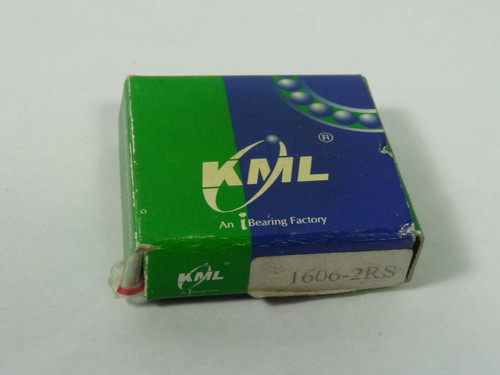 ®
KML
An i Bearing Factory
KML
1606-2RS